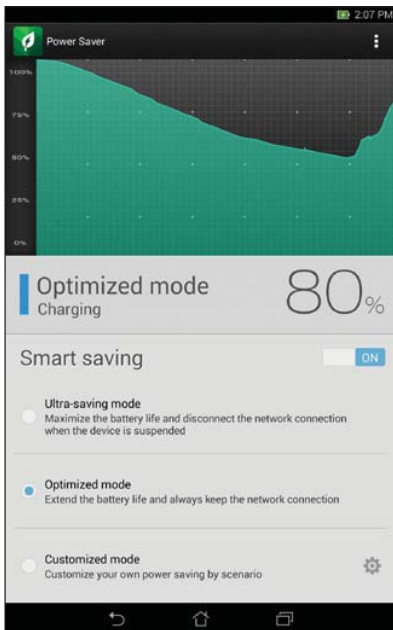 2:07 PM
Power Saver
100%
75%
50%
25%
0%
Optimized mode
Charging
80%
Smart saving
ON
Ultra-saving mode
Maximize the battery life and disconnect the network connection
when the device is suspended
Optimized mode
Extend the battery life and always keep the network connection
Customized mode
Customize your own power saving by scenario